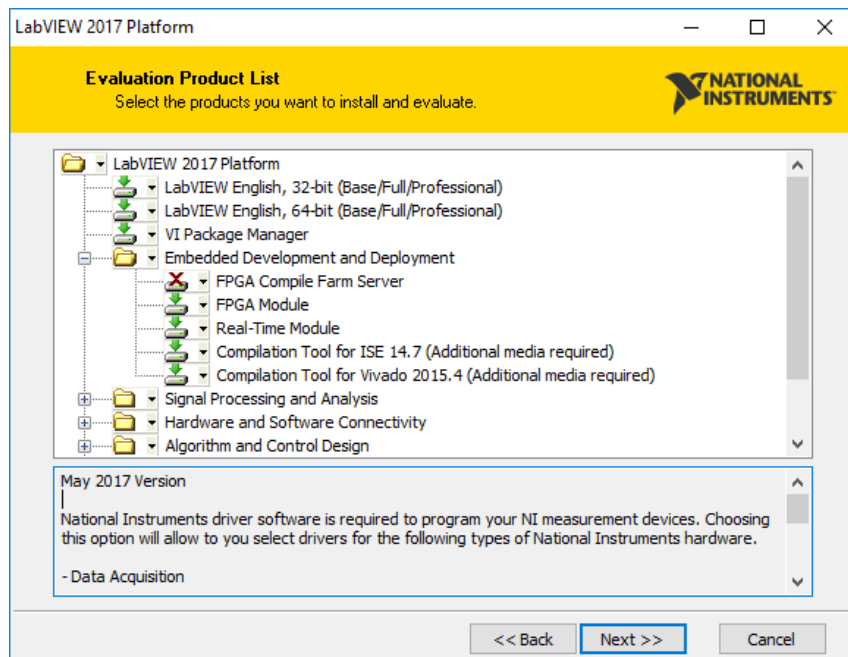 LabVIEW 2017 Platform
Evaluation Product List
Select the products you want to install and evaluate.
NATIONAL
INSTRUMENTS
LabVIEW 2017 Platform
LabVIEW English, 32-bit (Base/Full/Professional)
LabVIEW English, 64-bit (Base/Full/Professional)
VI Package Manager
Embedded Development and Deployment
FPGA Compile Farm Server
FPGA Module
Real-Time Module
Compilation Tool for ISE 14.7 (Additional media required)
Compilation Tool for Vivado 2015.4 (Additional media required)
Signal Processing and Analysis
Hardware and Software Connectivity
Algorithm and Control Design
May 2017 Version
National Instruments driver software is required to program your NI measurement devices. Choosing
this option will allow to you select drivers for the following types of National Instruments hardware.
- Data Acquisition
<< Back
Next >>
Cancel